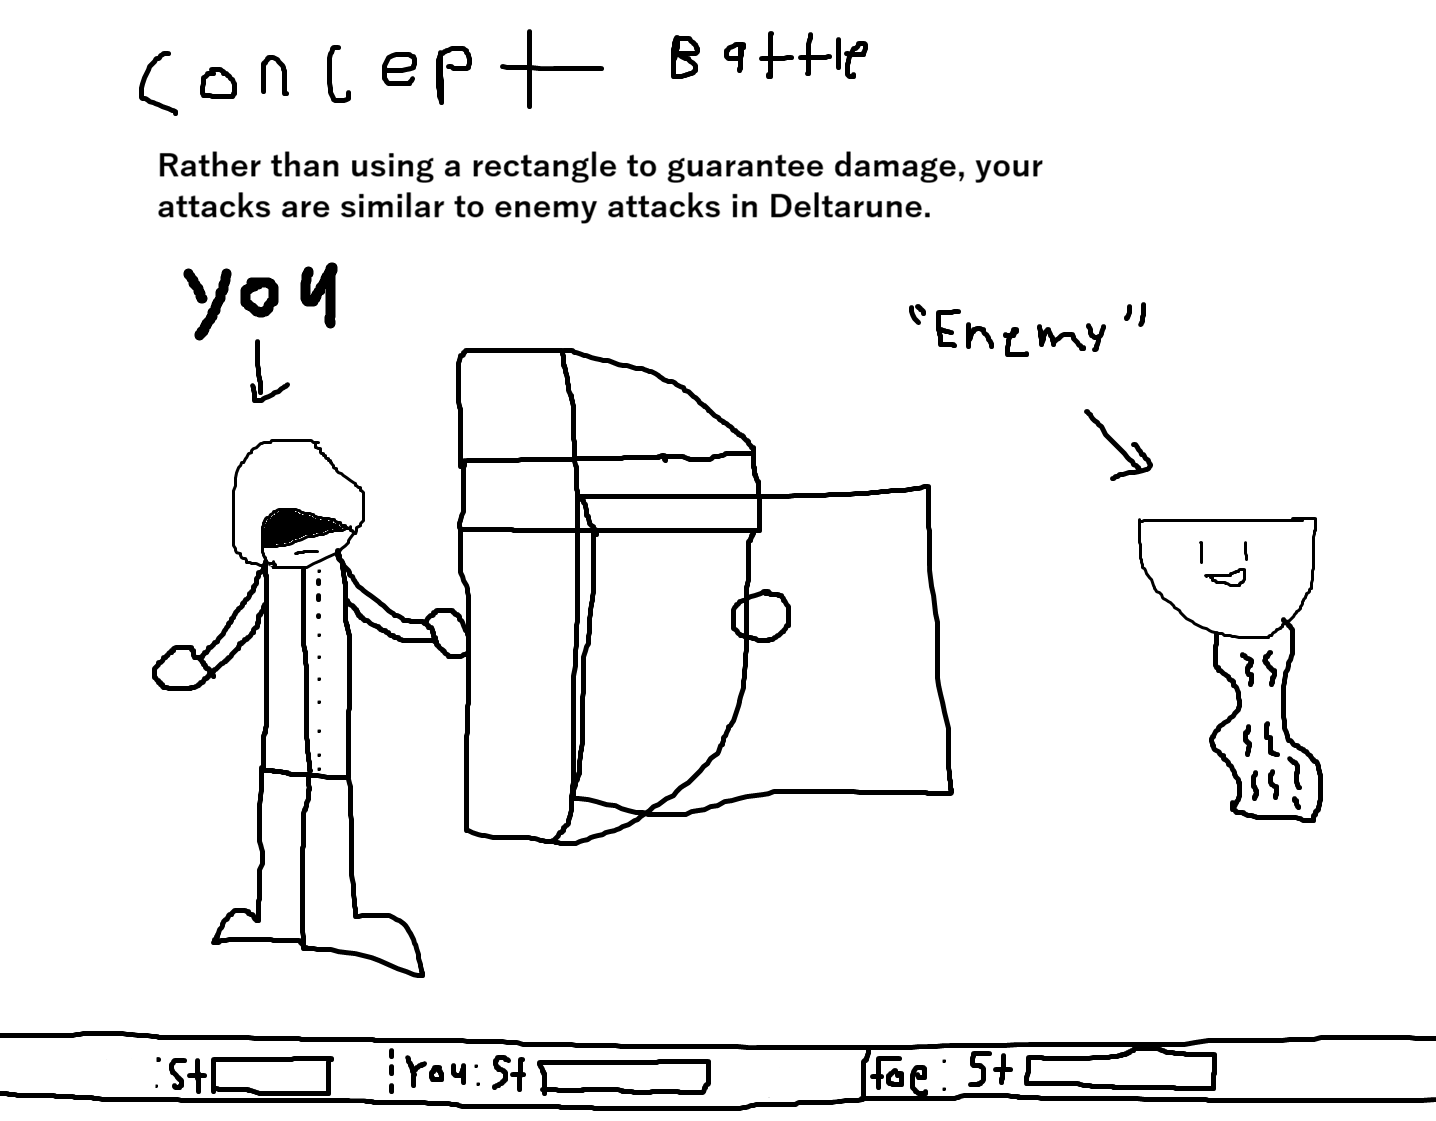 Concept Battle
Rather than using a rectangle to guarantee damage, your
attacks are similar to enemy attacks in Deltarune.
You
"Enemy"
:St You: St Foe: St